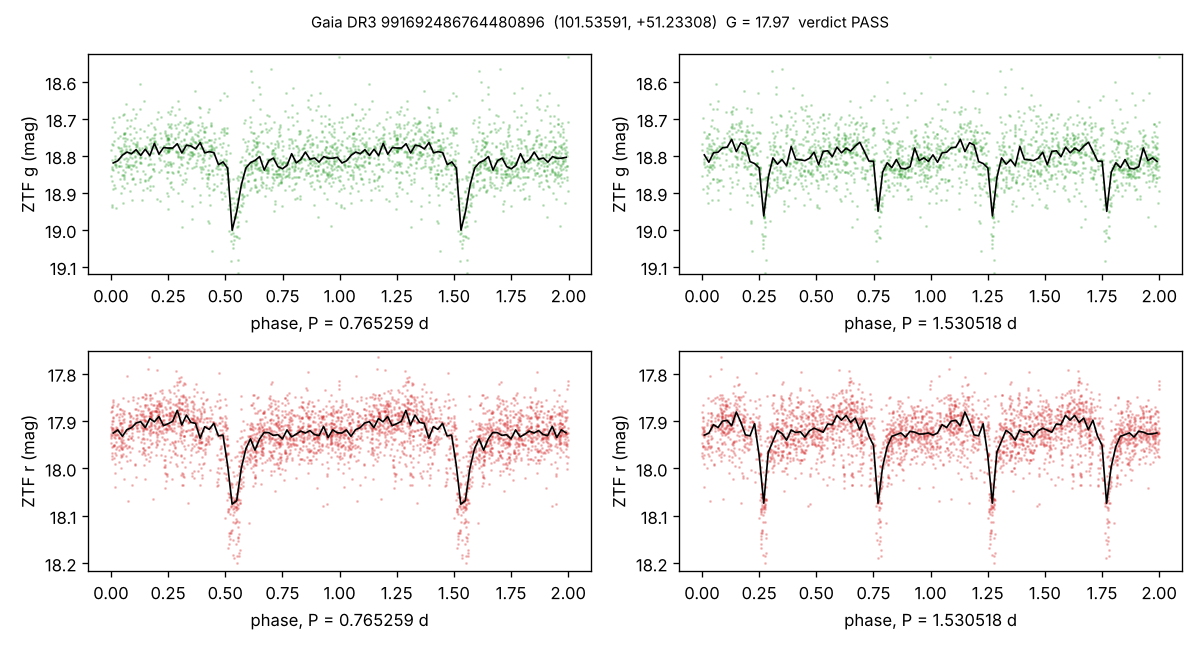 Gaia DR3 991692486764480896  (101.53591, +51.23308)  G = 17.97  verdict PASS
ZTF g (mag)
18.6
18.7
18.8
18.9
19.0
19.1
0.00 0.25 0.50 0.75 1.00 1.25 1.50 1.75 2.00
phase, P = 0.765259 d
ZTF g (mag)
18.6
18.7
18.8
18.9
19.0
19.1
0.00 0.25 0.50 0.75 1.00 1.25 1.50 1.75 2.00
phase, P = 1.530518 d
ZTF r (mag)
17.8
17.9
18.0
18.1
18.2
0.00 0.25 0.50 0.75 1.00 1.25 1.50 1.75 2.00
phase, P = 0.765259 d
ZTF r (mag)
17.8
17.9
18.0
18.1
18.2
0.00 0.25 0.50 0.75 1.00 1.25 1.50 1.75 2.00
phase, P = 1.530518 d